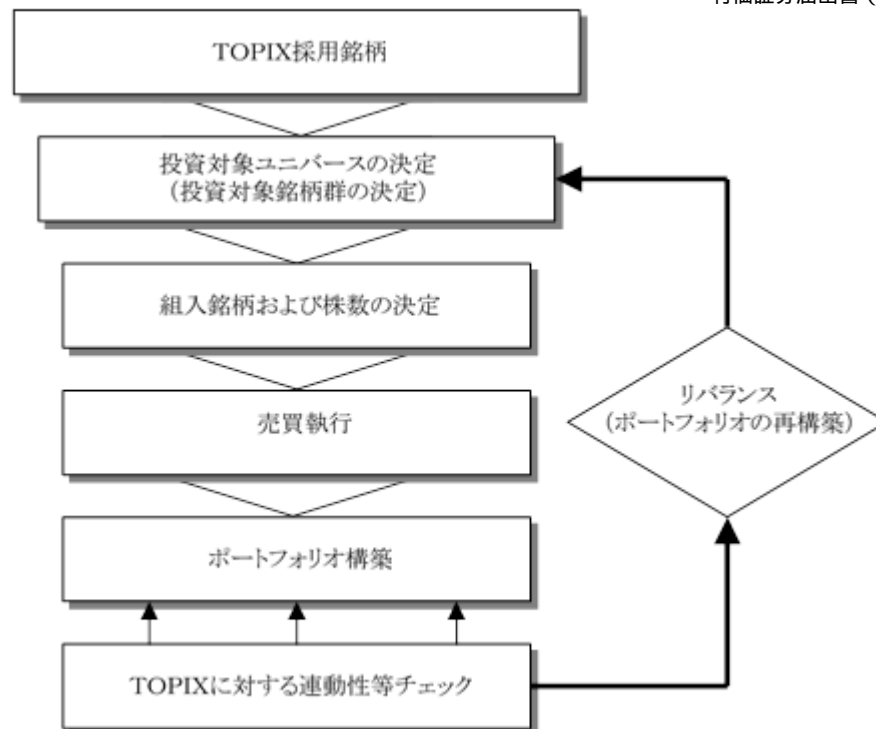 TOPIX採用銘柄
投資対象ユニバースの決定
(投資対象銘柄群の決定)
組入銘柄および株数の決定
売買執行
ポートフォリオ構築
TOPIXに対する連動性等チェック
リバランス
(ポートフォリオの再構築)